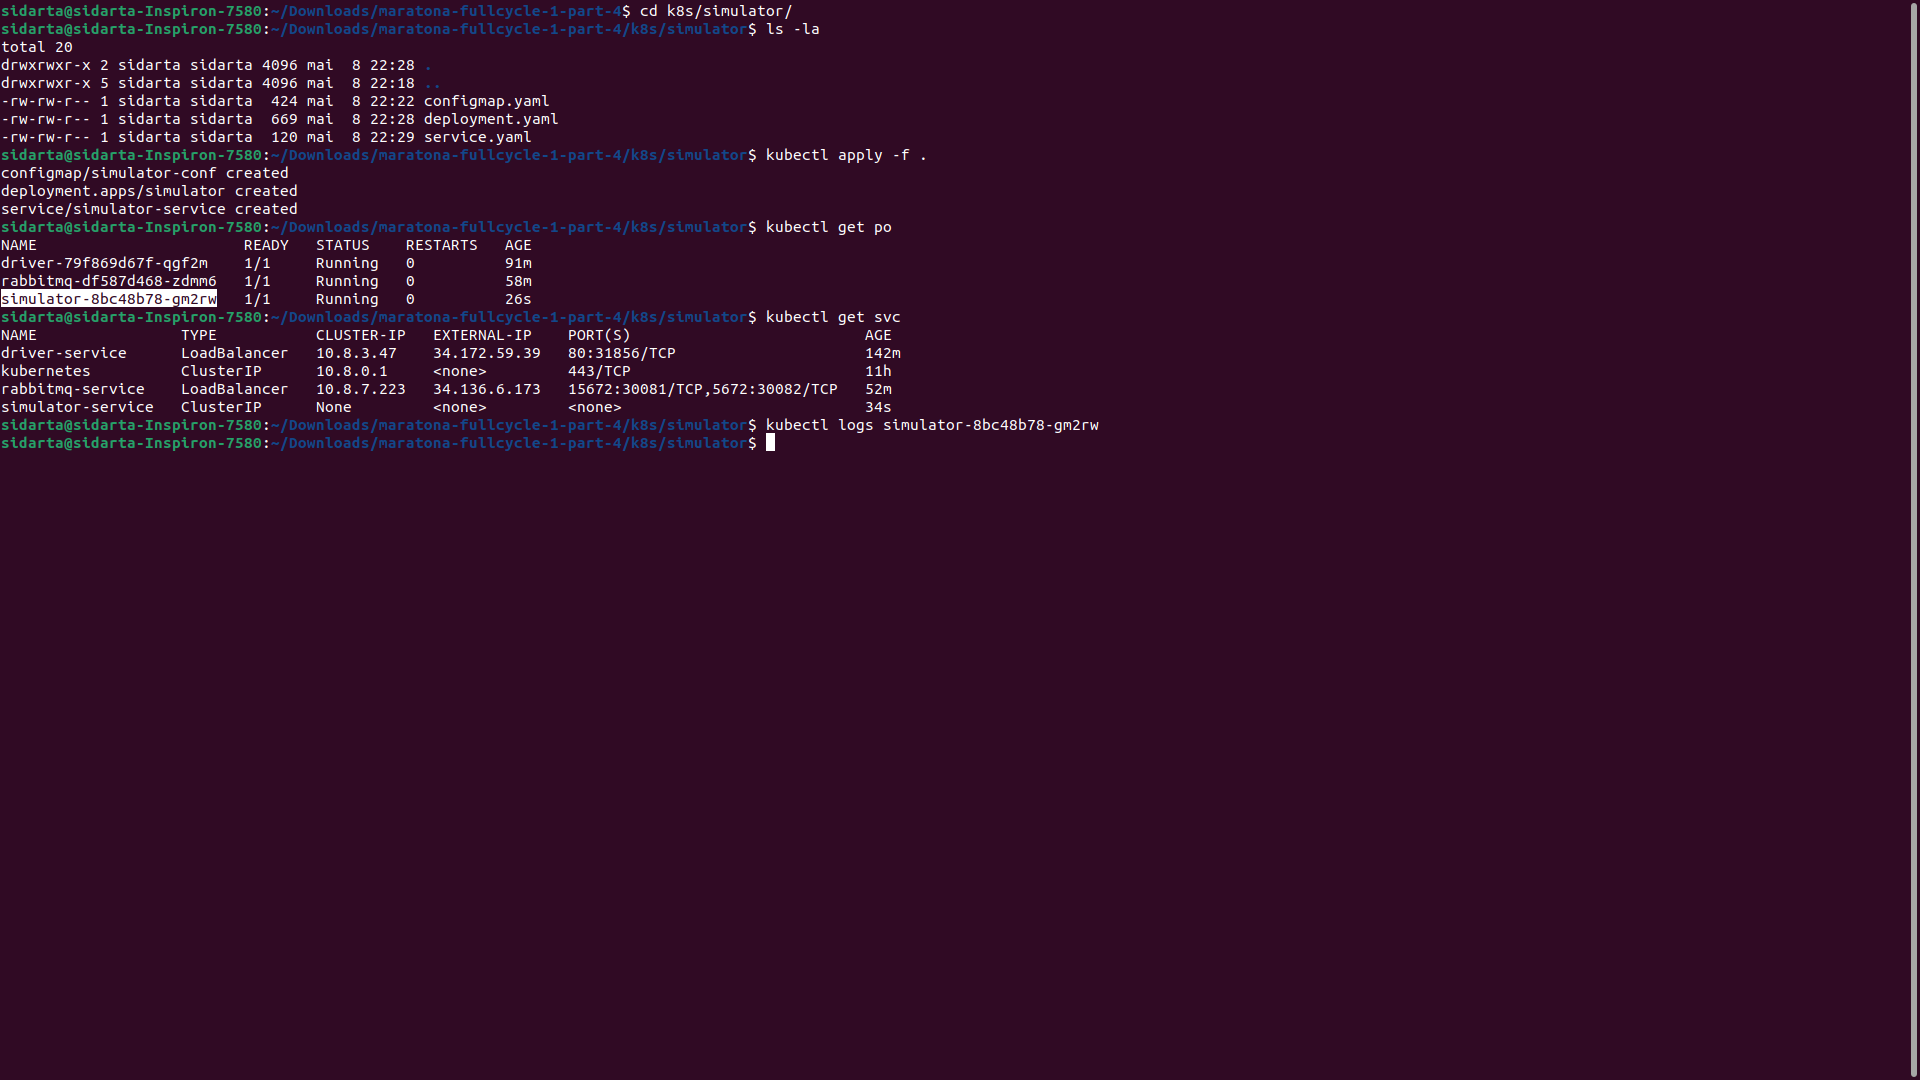 sidarta@sidarta-Inspiron-7580:~/Downloads/maratona-fullcycle-1-part-4$ cd k8s/simulator/
sidarta@sidarta-Inspiron-7580:~/Downloads/maratona-fullcycle-1-part-4/k8s/simulator$ ls -la
total 20
drwxrwxr-x 2 sidarta sidarta 4096 mai  8 22:28 .
drwxrwxr-x 5 sidarta sidarta 4096 mai  8 22:18 ..
-rw-rw-r-- 1 sidarta sidarta  424 mai  8 22:22 configmap.yaml
-rw-rw-r-- 1 sidarta sidarta  669 mai  8 22:28 deployment.yaml
-rw-rw-r-- 1 sidarta sidarta  120 mai  8 22:29 service.yaml
sidarta@sidarta-Inspiron-7580:~/Downloads/maratona-fullcycle-1-part-4/k8s/simulator$ kubectl apply -f .
configmap/simulator-conf created
deployment.apps/simulator created
service/simulator-service created
sidarta@sidarta-Inspiron-7580:~/Downloads/maratona-fullcycle-1-part-4/k8s/simulator$ kubectl get po
NAME                       READY   STATUS    RESTARTS   AGE
driver-79f869d67f-qgf2m    1/1     Running   0          91m
rabbitmq-df587d468-zdmm6   1/1     Running   0          58m
simulator-8bc48b78-gm2rw   1/1     Running   0          26s
sidarta@sidarta-Inspiron-7580:~/Downloads/maratona-fullcycle-1-part-4/k8s/simulator$ kubectl get svc
NAME                TYPE           CLUSTER-IP   EXTERNAL-IP    PORT(S)                          AGE
driver-service      LoadBalancer   10.8.3.47    34.172.59.39   80:31856/TCP                     142m
kubernetes          ClusterIP      10.8.0.1     <none>         443/TCP                          11h
rabbitmq-service    LoadBalancer   10.8.7.223   34.136.6.173   15672:30081/TCP,5672:30082/TCP   52m
simulator-service   ClusterIP      None         <none>         <none>                           34s
sidarta@sidarta-Inspiron-7580:~/Downloads/maratona-fullcycle-1-part-4/k8s/simulator$ kubectl logs simulator-8bc48b78-gm2rw
sidarta@sidarta-Inspiron-7580:~/Downloads/maratona-fullcycle-1-part-4/k8s/simulator$